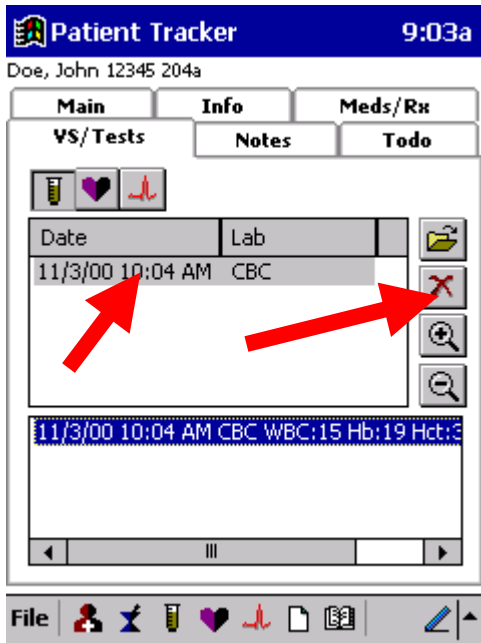 Patient Tracker 9:03a
Doe, John 12345 204a
Main Info Meds/Rx
VS/Tests Notes Todo
Date Lab
11/3/00 10:04 AM CBC
11/3/00 10:04 AM CBC WBC:15 Hb:19 Hct:3
File